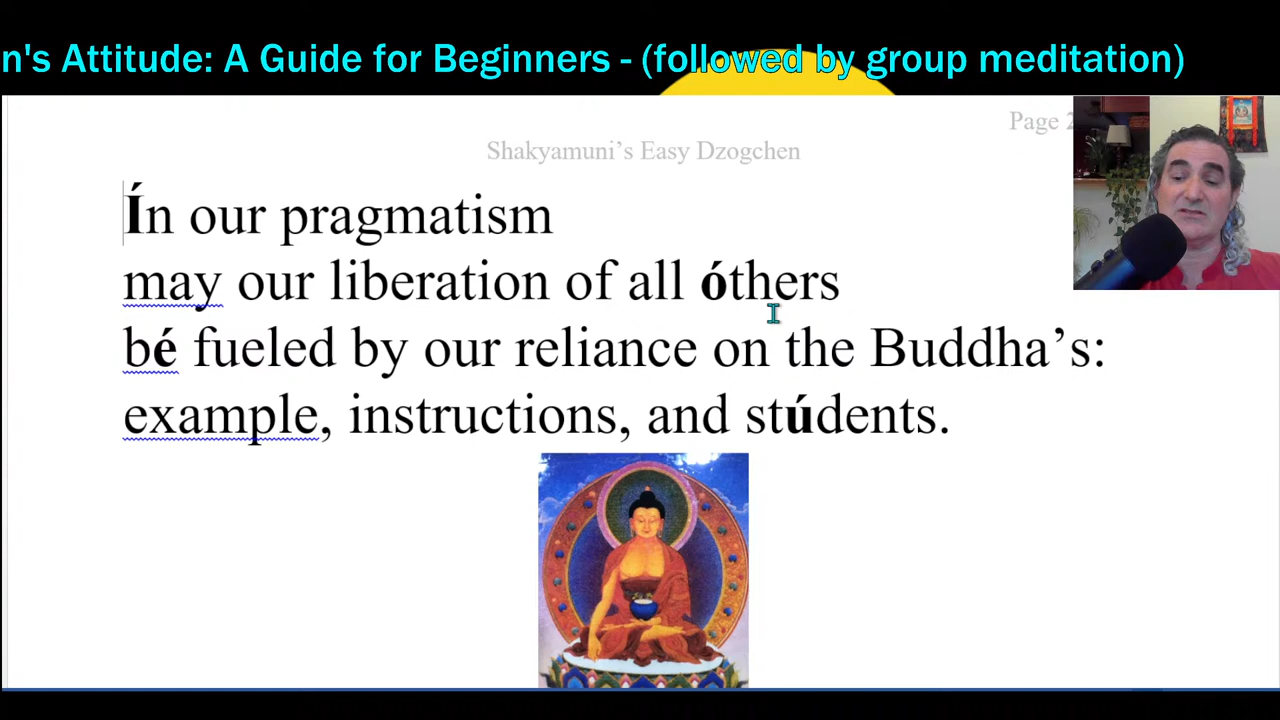 n's Attitude: A Guide for Beginners - (followed by group meditation)
Page
Shakyamuni’s Easy Dzogchen
Ín our pragmatism
may our liberation of all óthers
bé fueled by our reliance on the Buddha’s:
example, instructions, and stúdents.